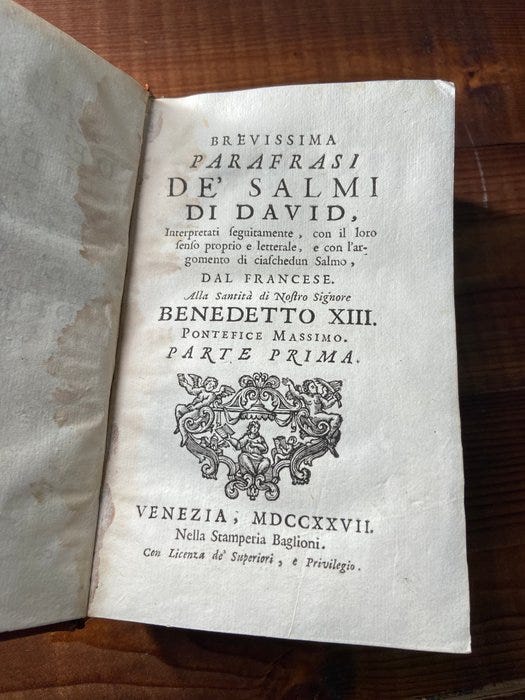 BREVISSIMA
PARAFRASI
DE' SALMI
DI DAVID,
Interpretati ſeguitamente, con il loro
ſenſo proprio e letterale, e con l'ar-
gomento di ciaſchedun Salmo,
DAL FRANCESE.
Alla Santità di Noſtro Signore
BENEDETTO XIII.
PONTEFICE MASSIMO.
PARTE PRIMA.
VENEZIA, MDCCXXVII.
Nella Stamperia Baglioni.
Con Licenza de' Superiori, e Privilegio.